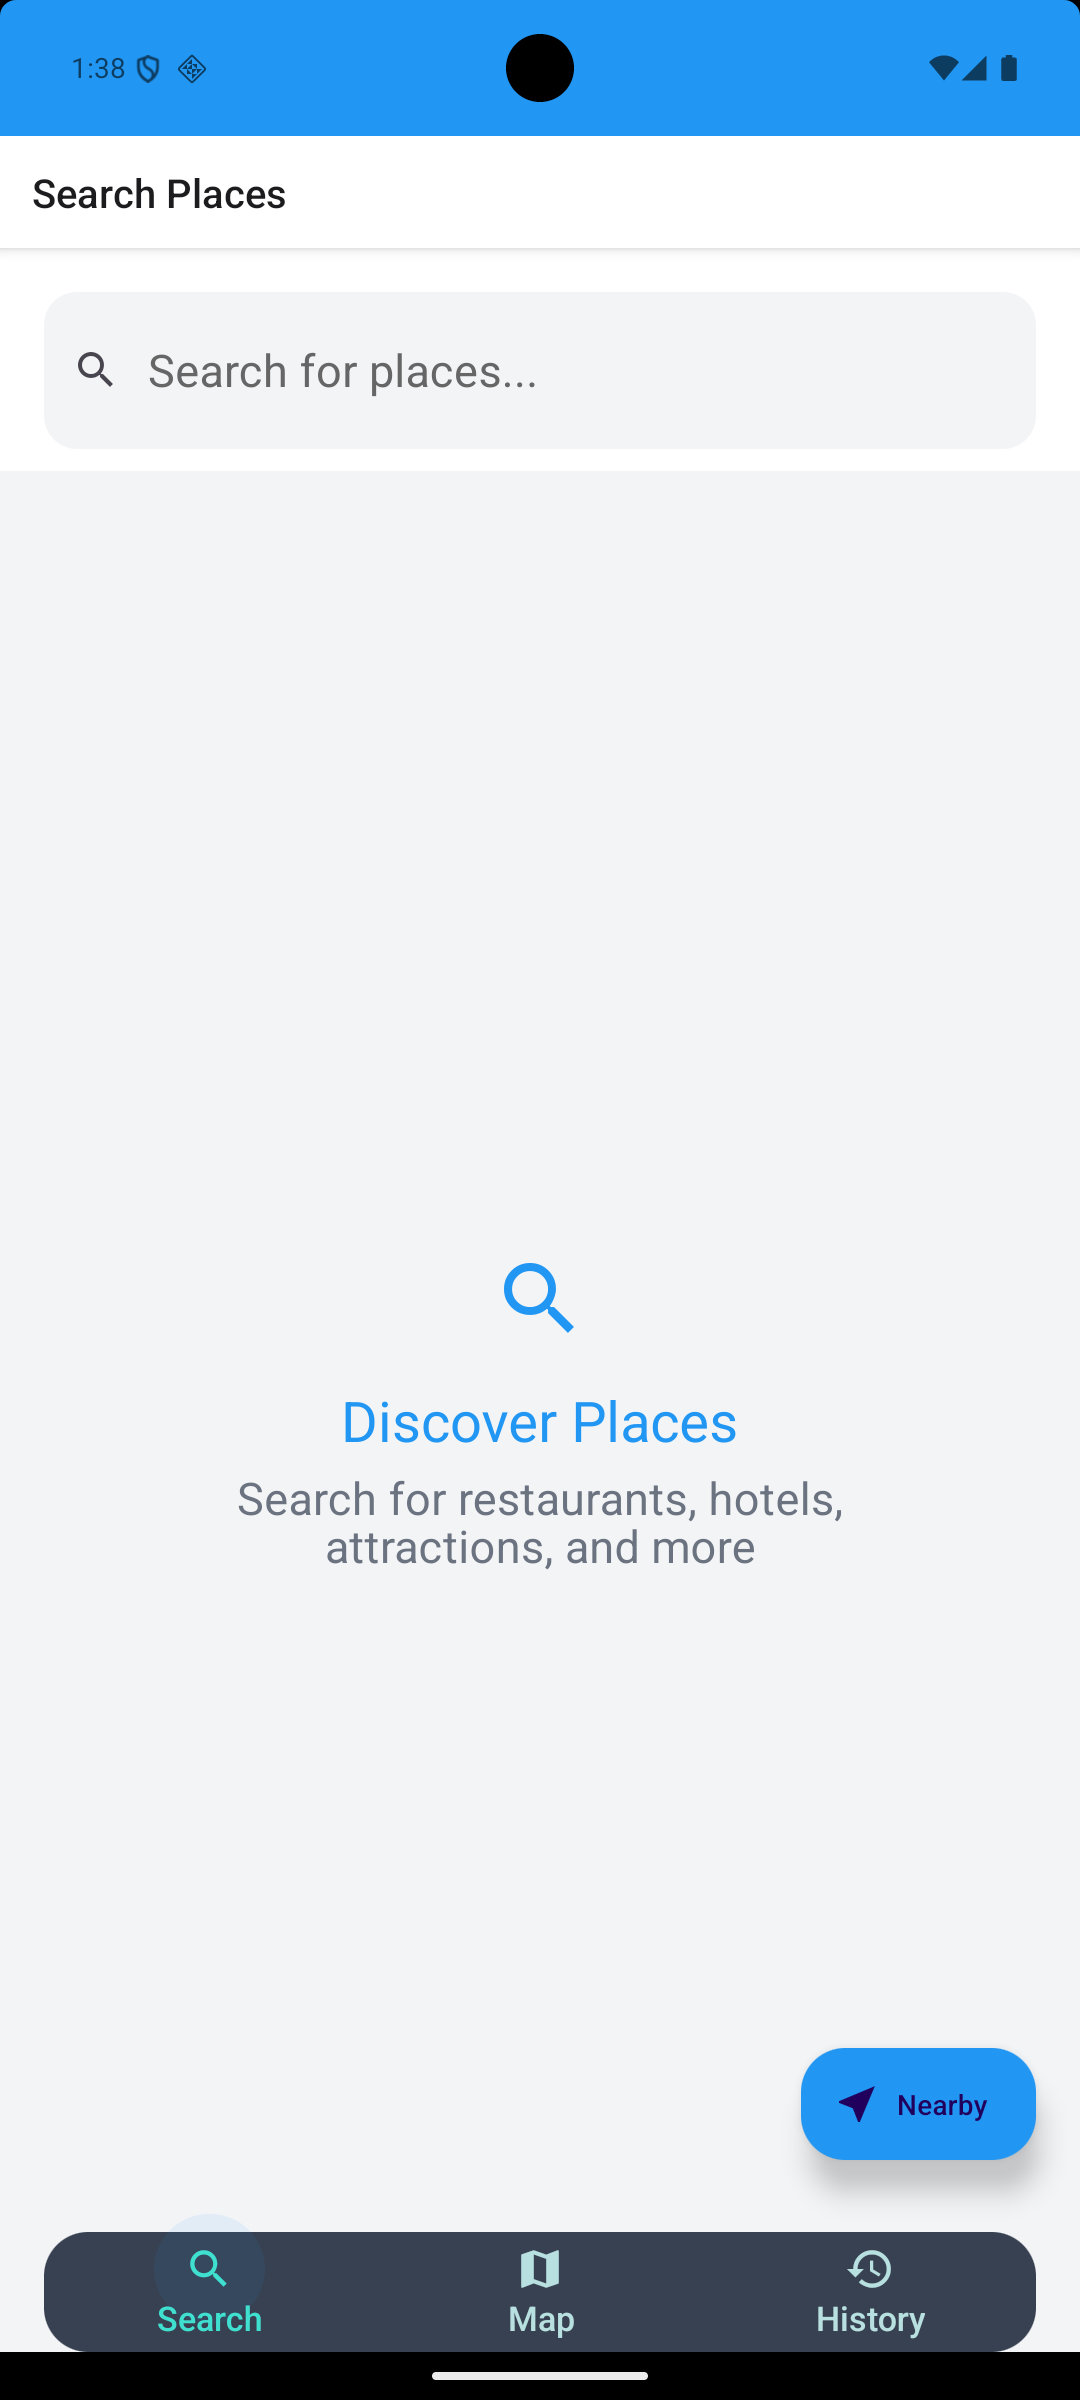 1:38
Search Places
Search for places...
Discover Places
Search for restaurants, hotels,
attractions, and more
Nearby
Search
Map
History